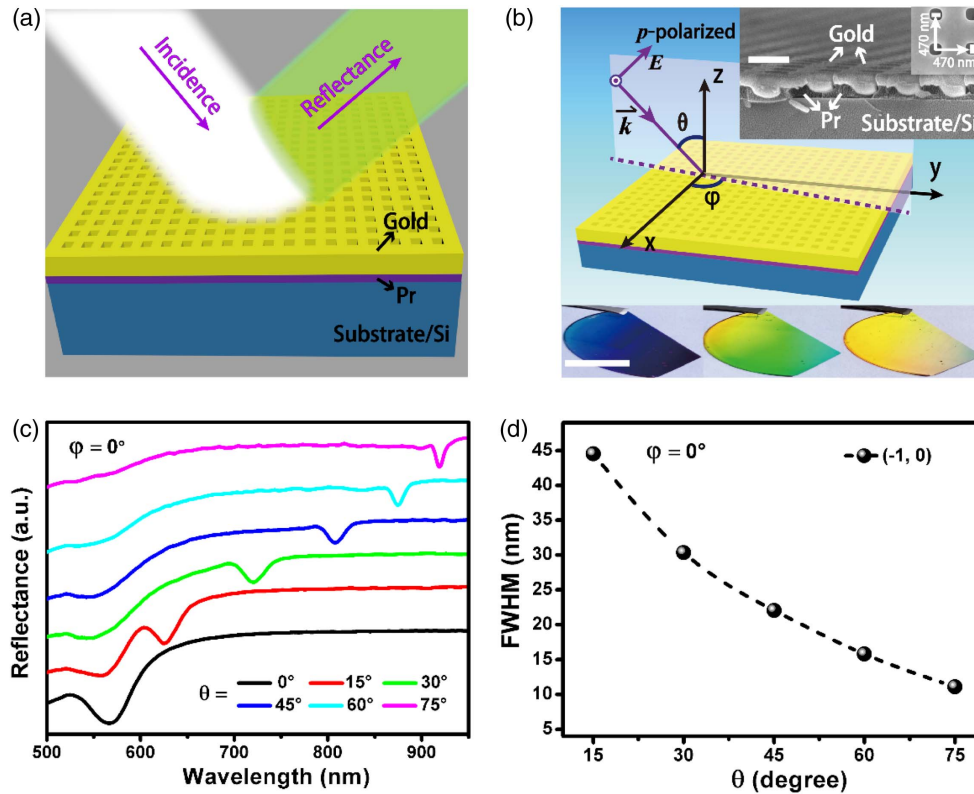 (a)
Incidence
Reflectance
Gold
Pr
Substrate/Si
(b)
p-polarized
E
k
θ
z
y
φ
x
Gold
Pr
Substrate/Si
470 nm
470 nm
(c)
φ = 0°
Reflectance (a.u.)
θ = 0° 15° 30°
45° 60° 75°
500 600 700 800 900
Wavelength (nm)
(d)
φ = 0°
(-1, 0)
FWHM (nm)
45
40
35
30
25
20
15
10
5
15 30 45 60 75
θ (degree)